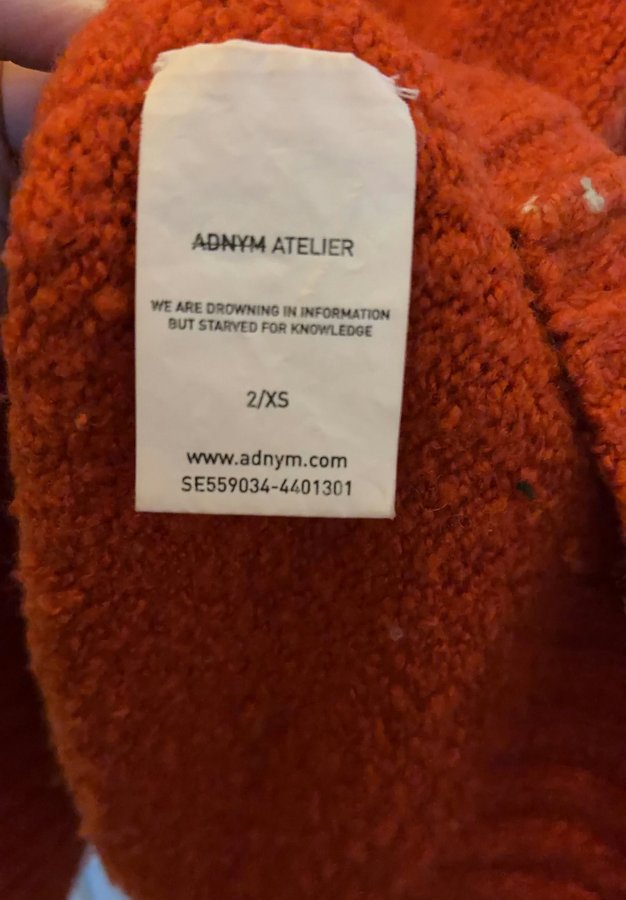 ADNYM ATELIER
WE ARE DROWNING IN INFORMATION
BUT STARVED FOR KNOWLEDGE
2/XS
www.adnym.com
SE559034-4401301